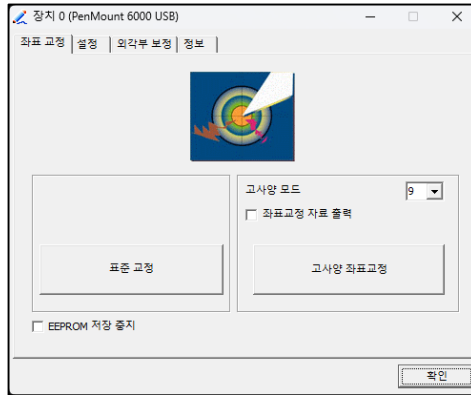 장치 0 (PenMount 6000 USB)
좌표 교정 설정 외각부 보정 정보
고사양 모드 9
좌표교정 자료 출력
표준 교정 고사양 좌표교정
EEPROM 저장 중지
확인